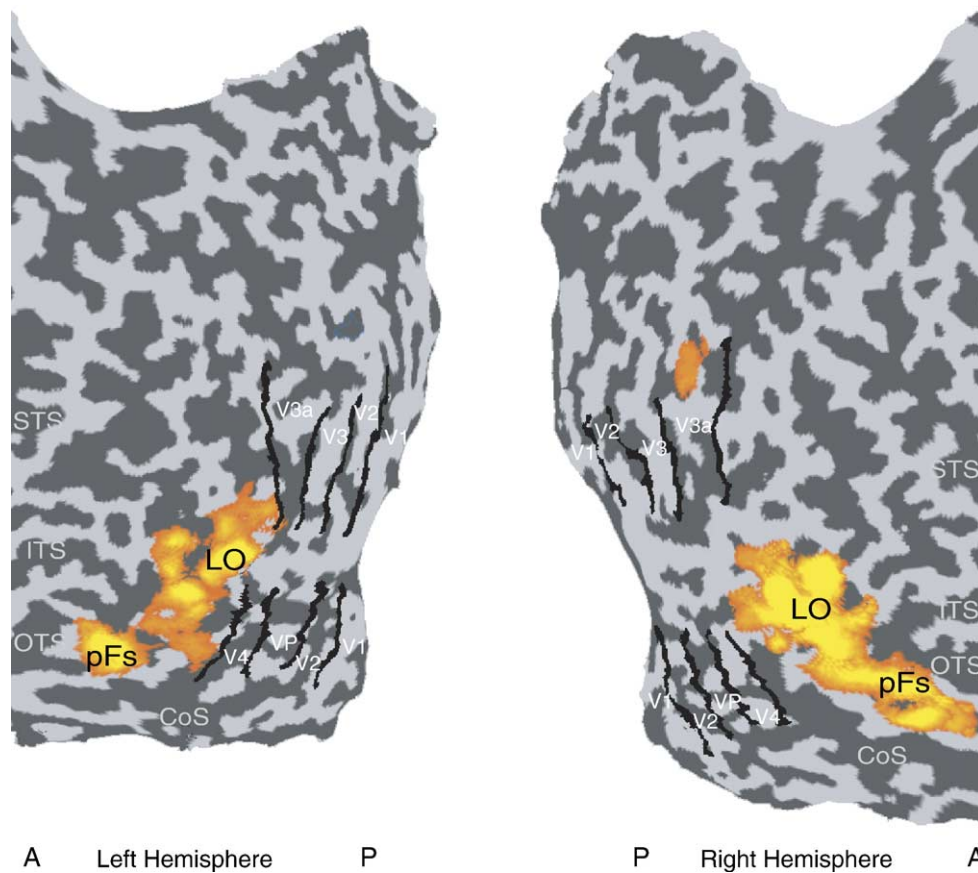 V3a
V3
V2
V1
V2
V1
V3
V3a
STS
STS
LO
ITS
LO
ITS
OTS
pFs
V4
VP
V2
V1
V1
V2
VP
V4
OTS
pFs
CoS
CoS
A Left Hemisphere P
P Right Hemisphere A